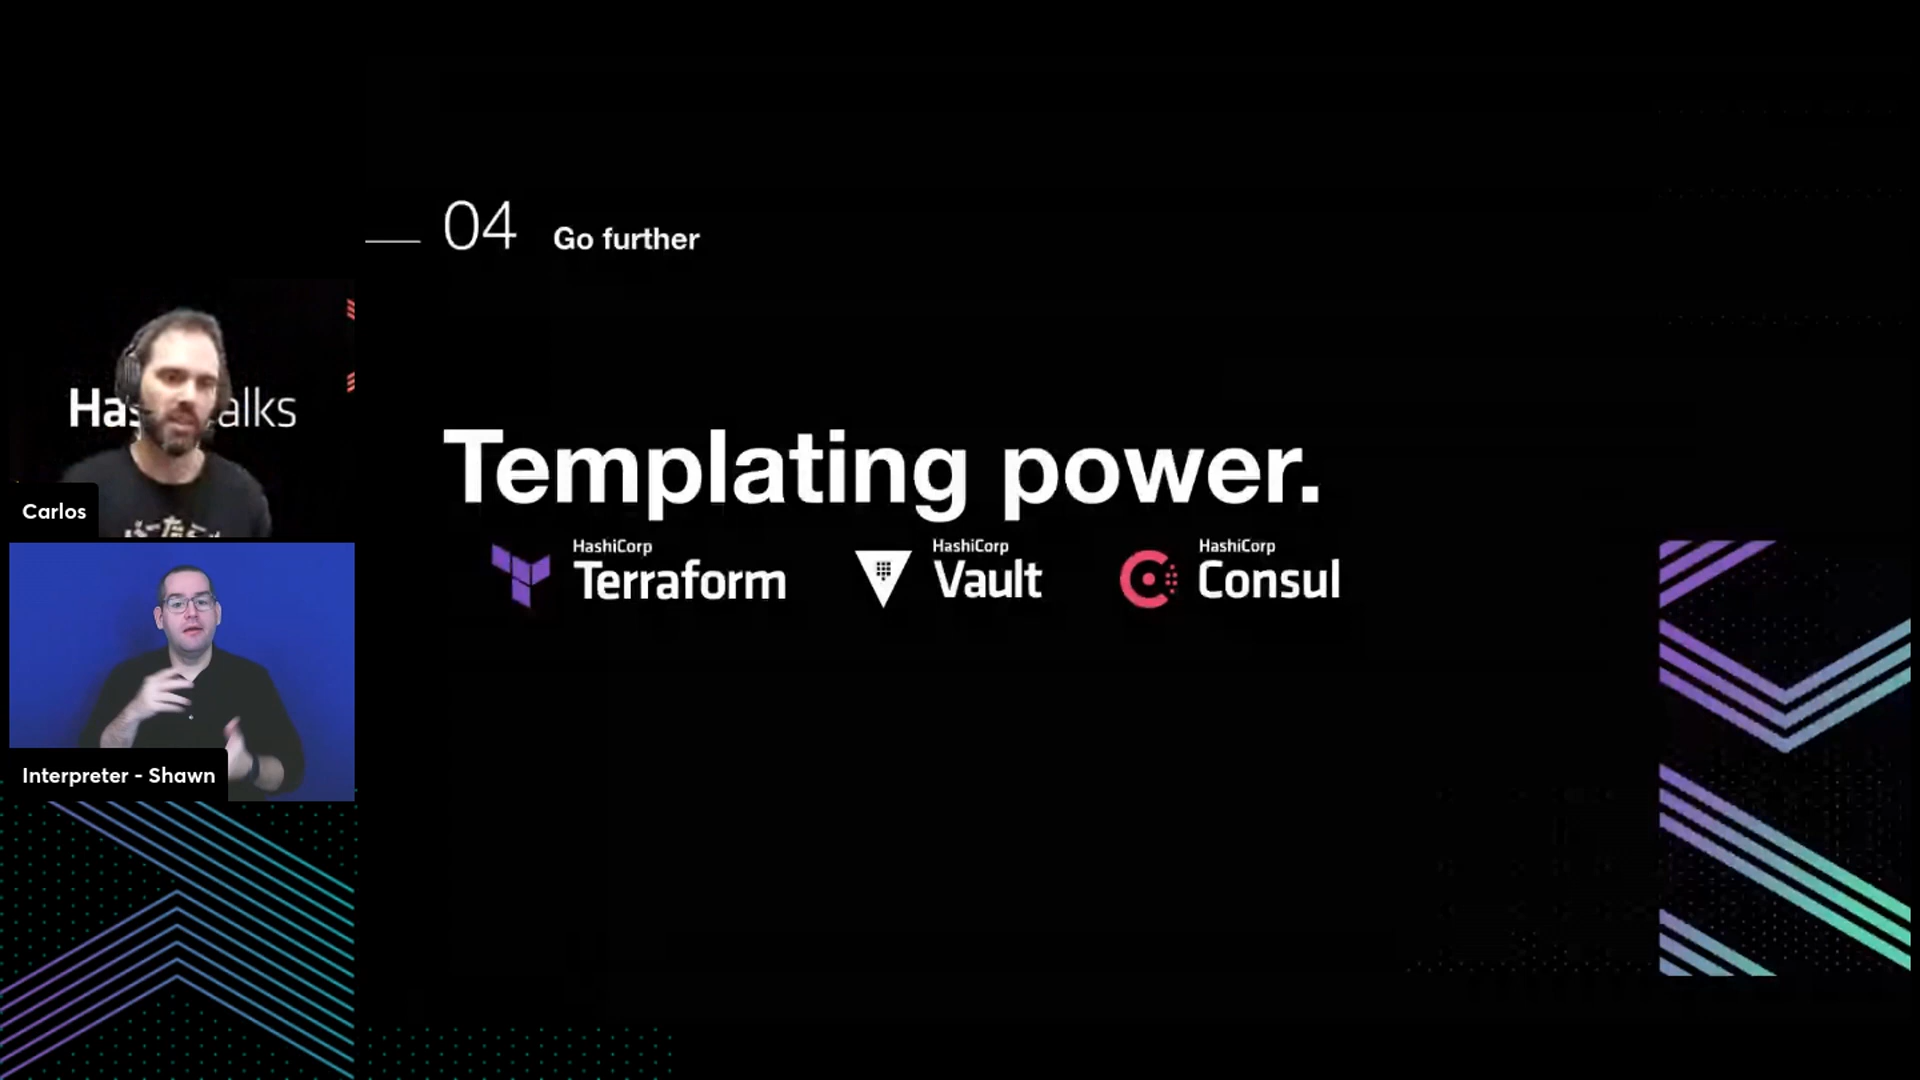 04 Go further
Templating power.
HashiCorp
Terraform
HashiCorp
Vault
HashiCorp
Consul
Has alks
Carlos
Interpreter - Shawn